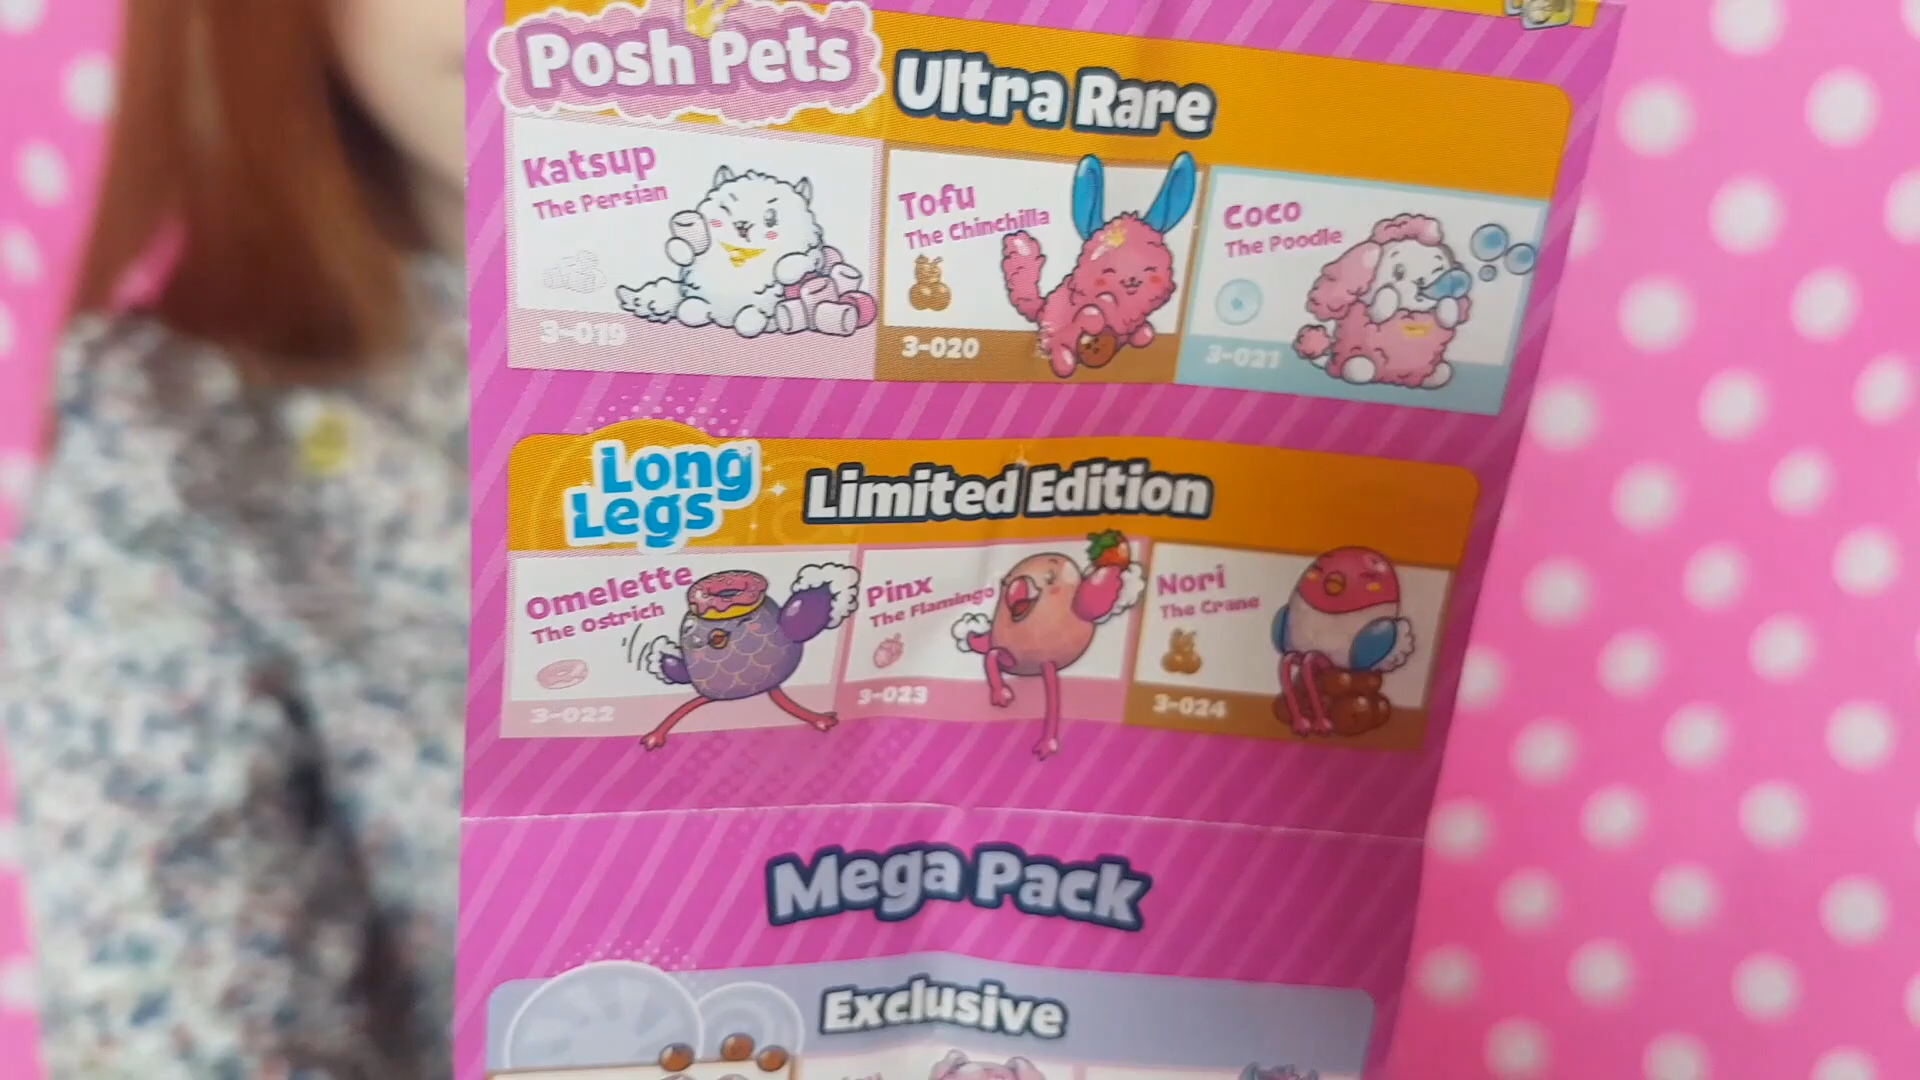 Posh Pets
Ultra Rare
Katsup
The Persian
3-019
Tofu
The Chinchilla
3-020
Coco
The Poodle
3-021
Long
Legs
Limited Edition
Omelette
The Ostrich
3-022
Pinx
The Flamingo
3-023
Nori
The Crane
3-024
Mega Pack
Exclusive